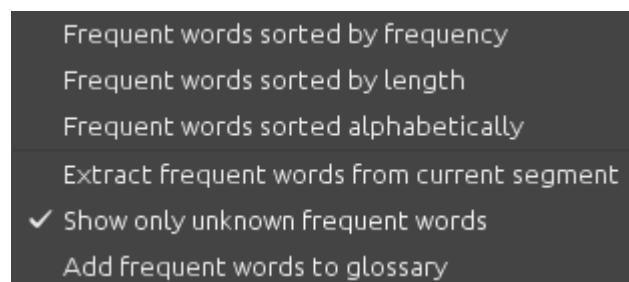 Frequent words sorted by frequency
Frequent words sorted by length
Frequent words sorted alphabetically
Extract frequent words from current segment
Show only unknown frequent words
Add frequent words to glossary